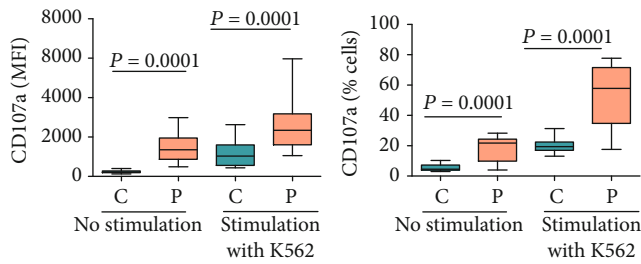 CD107a (MFI)
8000
6000
4000
2000
0
P = 0.0001
P = 0.0001
C
P
C
P
No stimulation
Stimulation
with K562
CD107a (% cells)
100
80
60
40
20
0
P = 0.0001
P = 0.0001
C
P
C
P
No stimulation
Stimulation
with K562